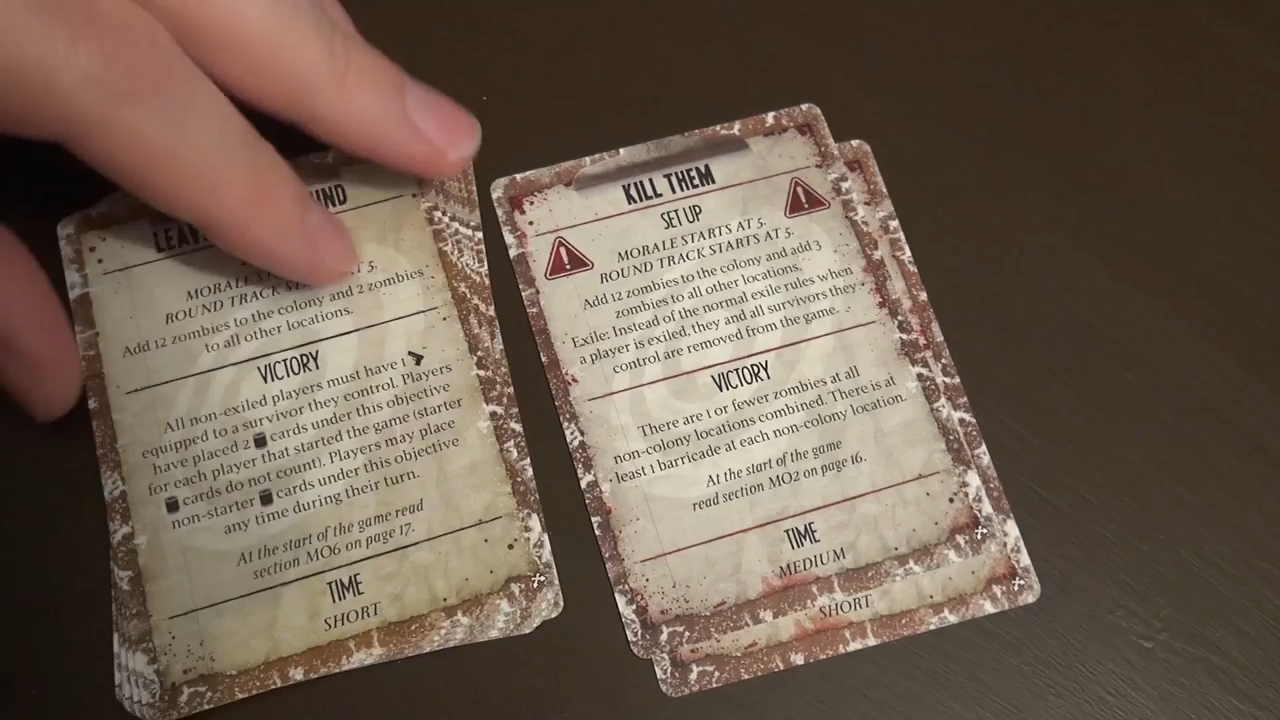 UND
LEAV
MORALE ST AT 5.
ROUND TRACK
Add 12 zombies to the colony and 2 zombies
to all other locations.
VICTORY
All non-exiled players must have 1
equipped to a survivor they control. Players
have placed 2 cards under this objective
for each player that started the game (starter
cards do not count). Players may place
non-starter cards under this objective
any time during their turn.
At the start of the game read
section MO6 on page 17.
TIME
SHORT
KILL THEM
SET UP
MORALE STARTS AT 5.
ROUND TRACK STARTS AT 5.
Add 12 zombies to the colony and add 3
zombies to all other locations.
Exile: Instead of the normal exile rules when
a player is exiled, they and all survivors they
control are removed from the game.
VICTORY
There are 1 or fewer zombies at all
non-colony locations combined. There is at
least 1 barricade at each non-colony location.
At the start of the game
read section MO2 on page 16.
TIME
MEDIUM
SHORT